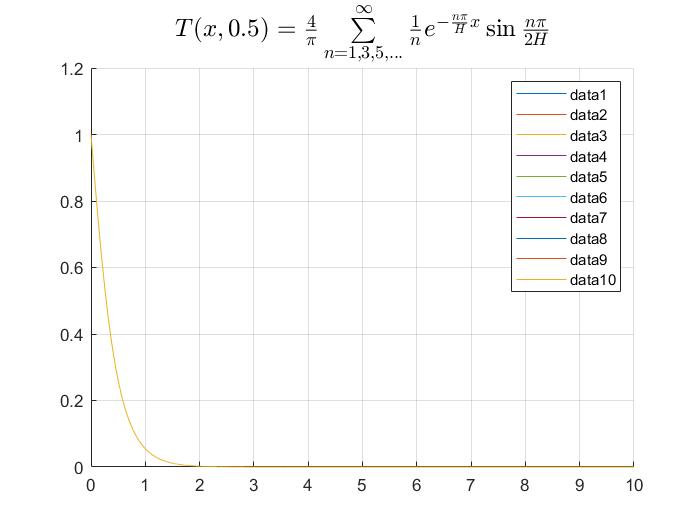 T(x, 0.5) = \frac{4}{\pi} \sum_{n=1,3,5,...}^{\infty} \frac{1}{n} e^{-\frac{n\pi}{H}x} \sin \frac{n\pi}{2H}
1.2
1
0.8
0.6
0.4
0.2
0
0 1 2 3 4 5 6 7 8 9 10
data1
data2
data3
data4
data5
data6
data7
data8
data9
data10